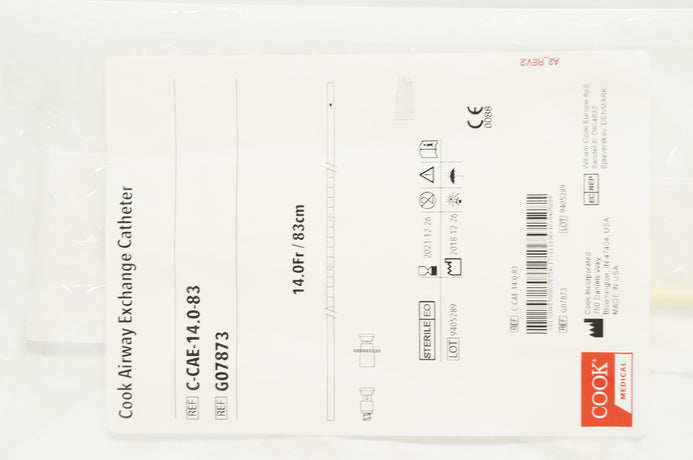 Cook Airway Exchange Catheter
REF C-CAE-14.0-83
REF G07873
14.0Fr / 83cm
STERILE EO
2021-12-26
LOT 9405289
2018-12-26
CE
0088
A2_REV2
REF C-CAE-14.0-83
REF G07873
LOT 9405289
COOK®
MEDICAL
Cook Incorporated
750 Daniels Way
Bloomington, IN 47404, USA
MADE IN USA
EC REP
William Cook Europe ApS
Sandet 6, DK-4632
Bjaeverskov, DENMARK